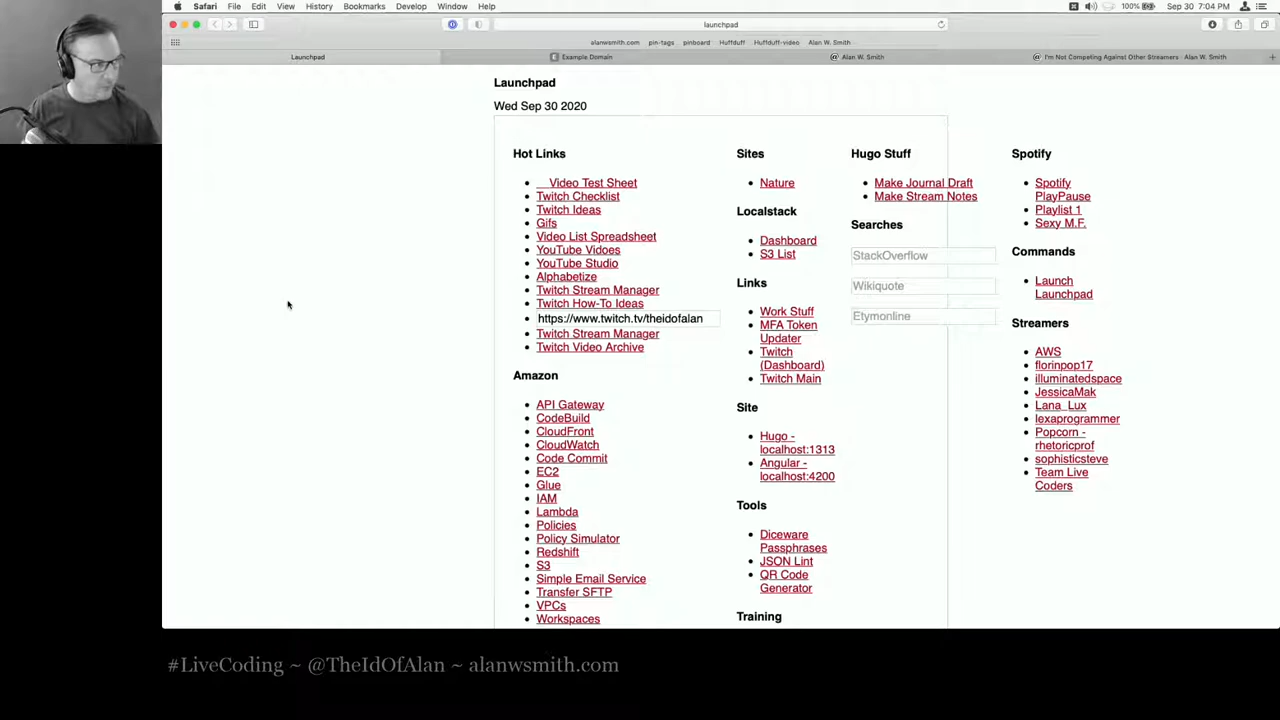 Safari File Edit View History Bookmarks Develop Window Help
100% Sep 30 7:04 PM
launchpad
alanwsmith.com pin-tags pinboard Huffduff Huffduff-video Alan W. Smith
Launchpad
Example Domain
Alan W. Smith
I'm Not Competing Against Other Streamers · Alan W. Smith
Launchpad
Wed Sep 30 2020
Hot Links
__ Video Test Sheet
Twitch Checklist
Twitch Ideas
Gifs
Video List Spreadsheet
YouTube Vidoes
YouTube Studio
Alphabetize
Twitch Stream Manager
Twitch How-To Ideas
https://www.twitch.tv/theidofalan
Twitch Stream Manager
Twitch Video Archive
Amazon
API Gateway
CodeBuild
CloudFront
CloudWatch
Code Commit
EC2
Glue
IAM
Lambda
Policies
Policy Simulator
Redshift
S3
Simple Email Service
Transfer SFTP
VPCs
Workspaces
Sites
Nature
Localstack
Dashboard
S3 List
Links
Work Stuff
MFA Token
Updater
Twitch
(Dashboard)
Twitch Main
Site
Hugo -
localhost:1313
Angular -
localhost:4200
Tools
Diceware
Passphrases
JSON Lint
QR Code
Generator
Training
Hugo Stuff
Make Journal Draft
Make Stream Notes
Searches
StackOverflow
Wikiquote
Etymonline
Spotify
Spotify
PlayPause
Playlist 1
Sexy M.F.
Commands
Launch
Launchpad
Streamers
AWS
florinpop17
illuminatedspace
JessicaMak
Lana_Lux
lexaprogrammer
Popcorn -
rhetoricprof
sophisticsteve
Team Live
Coders
#LiveCoding ~ @TheIdOfAlan ~ alanwsmith.com